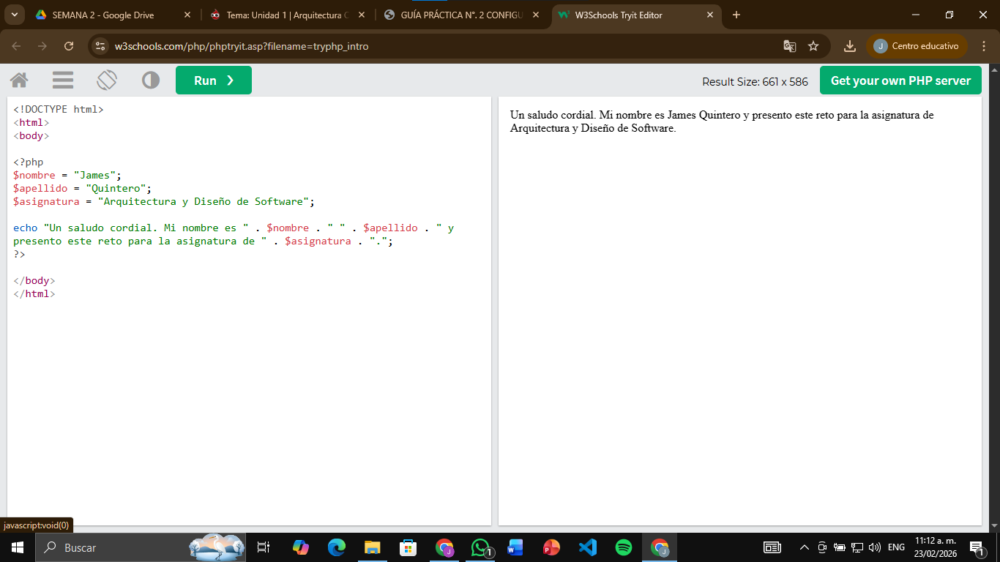 SEMANA 2 - Google Drive
Tema: Unidad 1 | Arquitectura C
GUÍA PRÁCTICA N°. 2 CONFIGU
W3Schools Tryit Editor
w3schools.com/php/phptryit.asp?filename=tryphp_intro
J Centro educativo
Run ❯
Result Size: 661 x 586
Get your own PHP server
<!DOCTYPE html>
<html>
<body>
<?php
$nombre = "James";
$apellido = "Quintero";
$asignatura = "Arquitectura y Diseño de Software";
echo "Un saludo cordial. Mi nombre es " . $nombre . " " . $apellido . " y
presento este reto para la asignatura de " . $asignatura . ".";
?>
</body>
</html>
Un saludo cordial. Mi nombre es James Quintero y presento este reto para la asignatura de
Arquitectura y Diseño de Software.
javascript:void(0)
Buscar
ENG
11:12 a. m.
23/02/2026